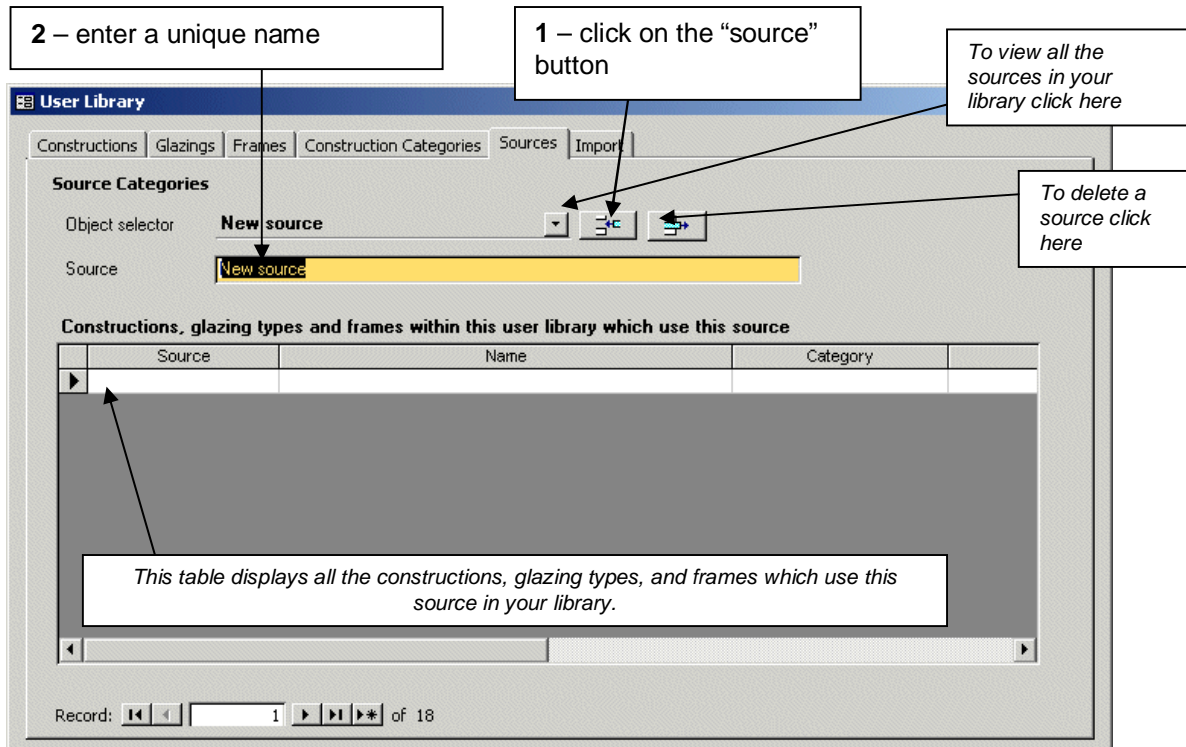 2 – enter a unique name
1 – click on the “source”
button
To view all the
sources in your
library click here
User Library
Constructions Glazings Frames Construction Categories Sources Import
Source Categories
To delete a
source click
here
Object selector New source
Source New source
Constructions, glazing types and frames within this user library which use this source
Source Name Category
This table displays all the constructions, glazing types, and frames which use this
source in your library.
Record: 1 of 18